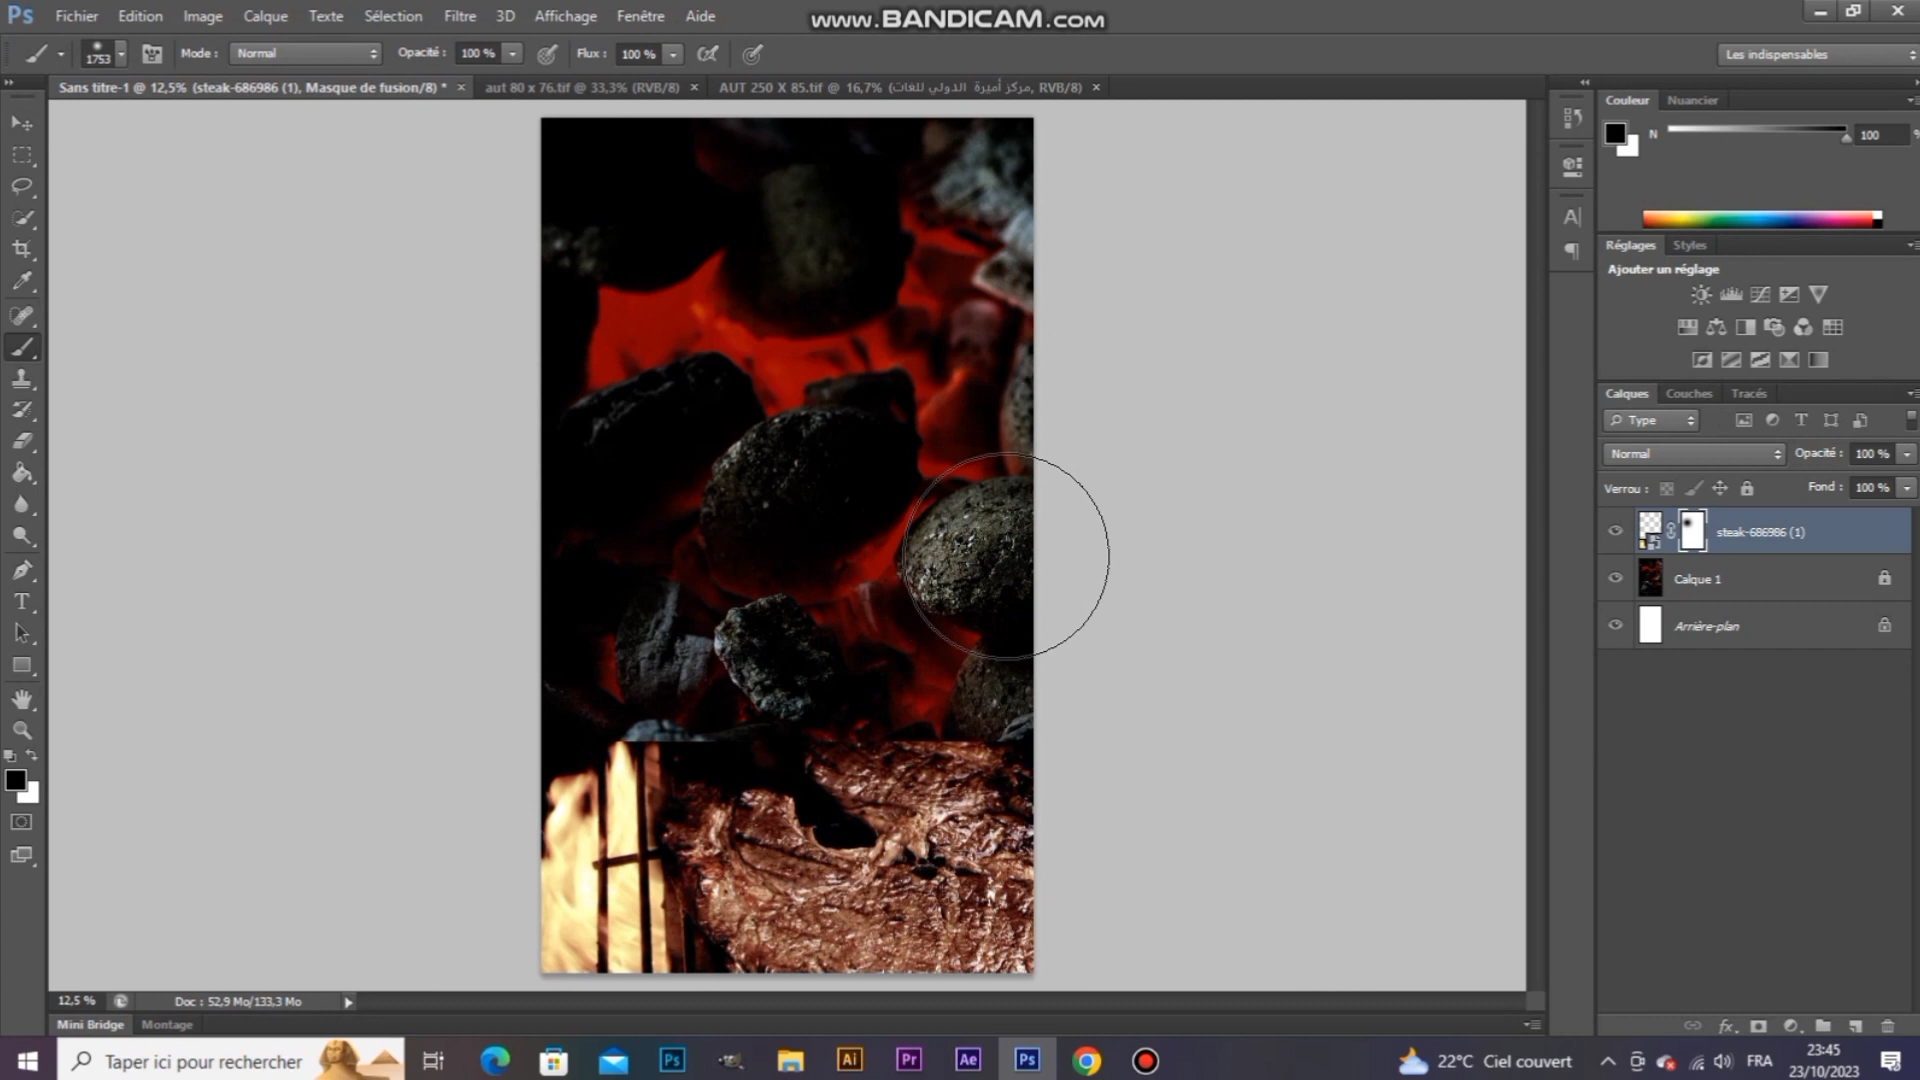 Ps Fichier Edition Image Calque Texte Sélection Filtre 3D Affichage Fenêtre Aide
www.BANDICAM.com
1753 Mode : Normal Opacité : 100 % Flux : 100 % Les indispensables
Sans titre-1 @ 12,5% (steak-686986 (1), Masque de fusion/8) * × aut 80 x 76.tif @ 33,3% (RVB/8) × AUT 250 X 85.tif @ 16,7% (مركز أميرة الدولي للغات, RVB/8) ×
Couleur Nuancier
N 100 %
Réglages Styles
Ajouter un réglage
Calques Couches Tracés
Type
Normal Opacité : 100 %
Verrou : Fond : 100 %
steak-686986 (1)
Calque 1
Arrière-plan
12,5 % Doc : 52,9 Mo/133,3 Mo
Mini Bridge Montage
Taper ici pour rechercher Ps Ai Pr Ae Ps 22°C Ciel couvert FRA 23:45
23/10/2023